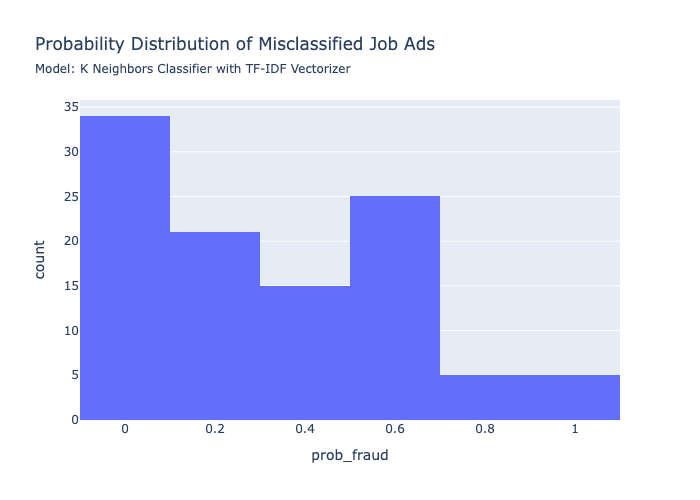 Probability Distribution of Misclassified Job Ads
Model: K Neighbors Classifier with TF-IDF Vectorizer
35
30
25
20
15
10
5
0
count
0 0.2 0.4 0.6 0.8 1
prob_fraud